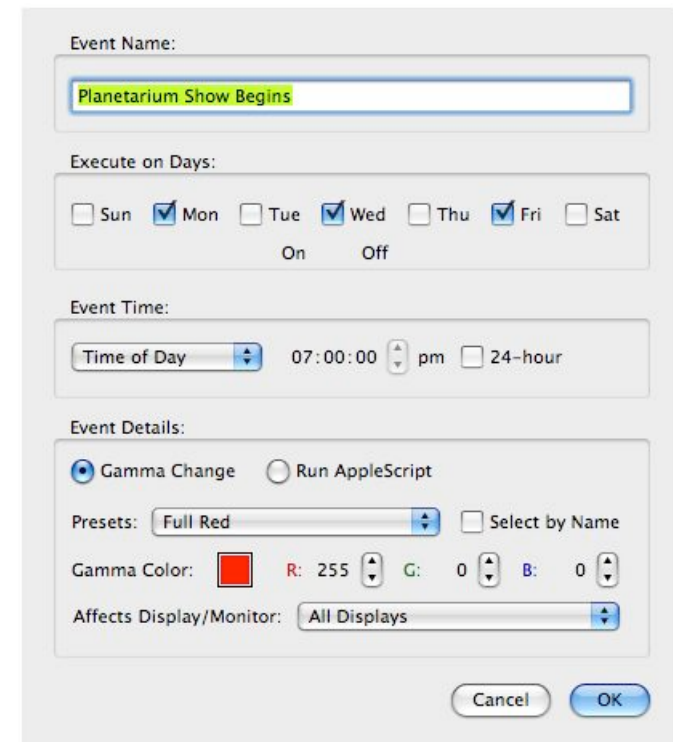 Event Name:
Planetarium Show Begins
Execute on Days:
Sun Mon Tue Wed Thu Fri Sat
On Off
Event Time:
Time of Day 07:00:00 pm 24-hour
Event Details:
Gamma Change Run AppleScript
Presets: Full Red Select by Name
Gamma Color: R: 255 G: 0 B: 0
Affects Display/Monitor: All Displays
Cancel OK